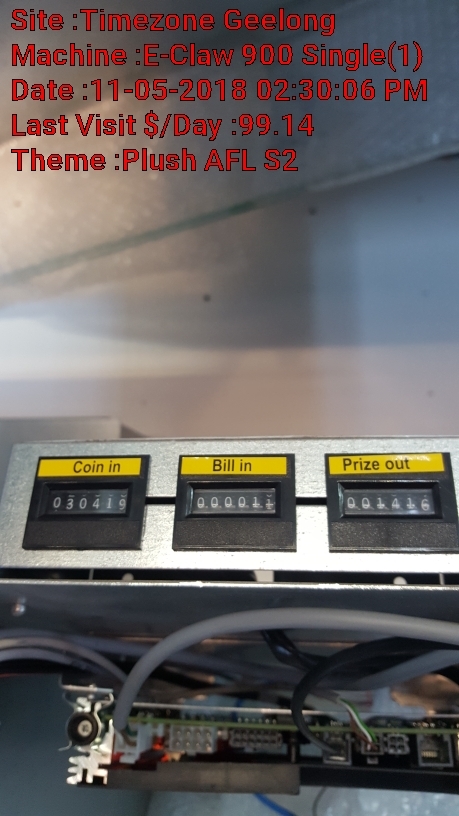 Site :Timezone Geelong
Machine :E-Claw 900 Single(1)
Date :11-05-2018 02:30:06 PM
Last Visit $/Day :99.14
Theme :Plush AFL S2
Coin in Bill in Prize out
030419 000011 001416